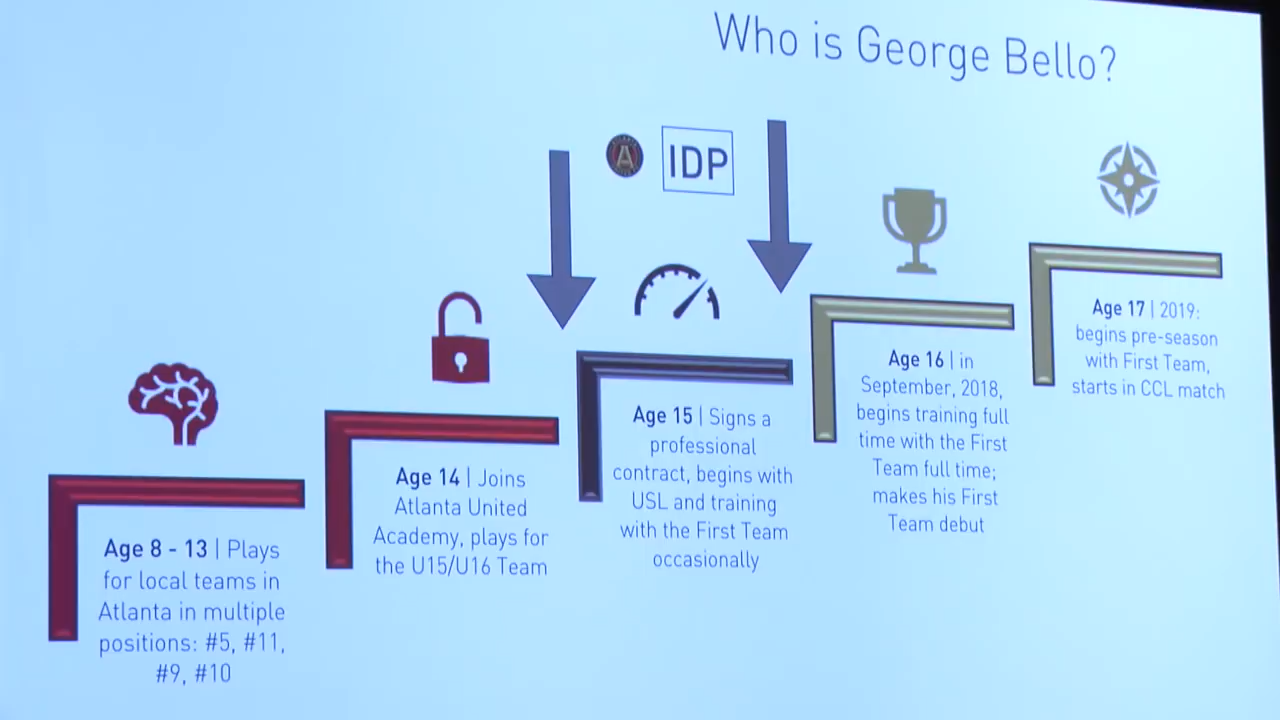 Who is George Bello?
IDP
Age 8 - 13 | Plays
for local teams in
Atlanta in multiple
positions: #5, #11,
#9, #10
Age 14 | Joins
Atlanta United
Academy, plays for
the U15/U16 Team
Age 15 | Signs a
professional
contract, begins with
USL and training
with the First Team
occasionally
Age 16 | in
September, 2018,
begins training full
time with the First
Team full time;
makes his First
Team debut
Age 17 | 2019:
begins pre-season
with First Team,
starts in CCL match